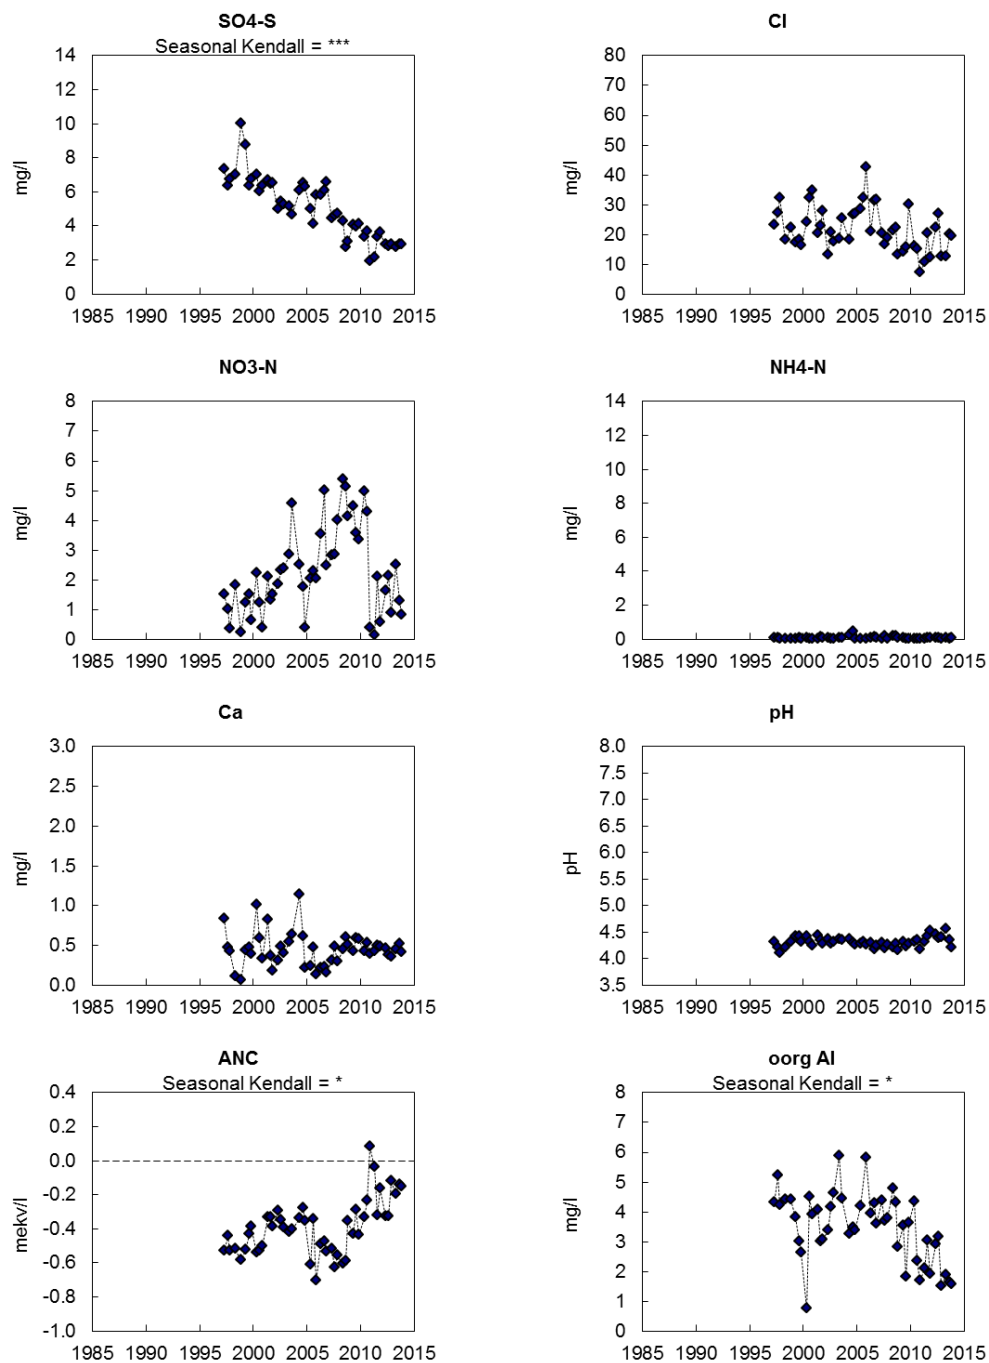 SO4-S
Seasonal Kendall = ***
14
12
10
8
6
4
2
0
mg/l
1985 1990 1995 2000 2005 2010 2015
Cl
80
70
60
50
40
30
20
10
0
mg/l
1985 1990 1995 2000 2005 2010 2015
NO3-N
8
7
6
5
4
3
2
1
0
mg/l
1985 1990 1995 2000 2005 2010 2015
NH4-N
14
12
10
8
6
4
2
0
mg/l
1985 1990 1995 2000 2005 2010 2015
Ca
3.0
2.5
2.0
1.5
1.0
0.5
0.0
mg/l
1985 1990 1995 2000 2005 2010 2015
pH
8.0
7.5
7.0
6.5
6.0
5.5
5.0
4.5
4.0
3.5
pH
1985 1990 1995 2000 2005 2010 2015
ANC
Seasonal Kendall = *
0.4
0.2
0.0
-0.2
-0.4
-0.6
-0.8
-1.0
mekv/l
1985 1990 1995 2000 2005 2010 2015
oorg Al
Seasonal Kendall = *
8
7
6
5
4
3
2
1
0
mg/l
1985 1990 1995 2000 2005 2010 2015